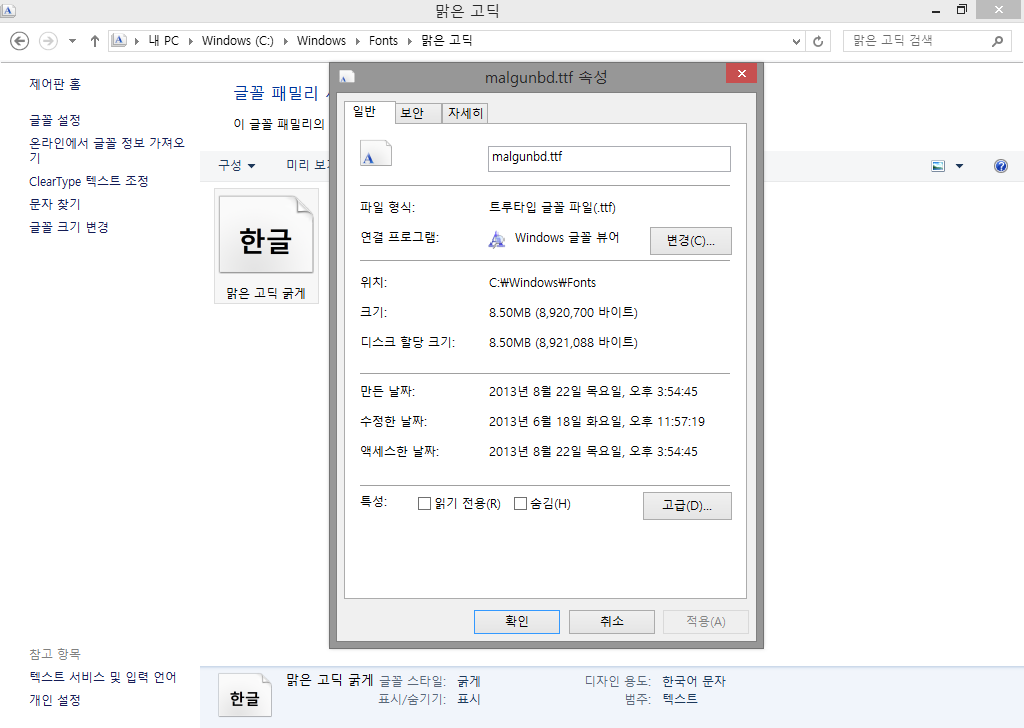 맑은 고딕
내 PC Windows (C:) Windows Fonts 맑은 고딕
맑은 고딕 검색
제어판 홈
글꼴 설정
온라인에서 글꼴 정보 가져오
기
ClearType 텍스트 조정
문자 찾기
글꼴 크기 변경
글꼴 패밀리
이 글꼴 패밀리의
구성 미리 보기
한글
맑은 고딕 굵게
malgunbd.ttf 속성
일반 보안 자세히
malgunbd.ttf
파일 형식: 트루타입 글꼴 파일(.ttf)
연결 프로그램: Windows 글꼴 뷰어 변경(C)...
위치: C:₩Windows₩Fonts
크기: 8.50MB (8,920,700 바이트)
디스크 할당 크기: 8.50MB (8,921,088 바이트)
만든 날짜: 2013년 8월 22일 목요일, 오후 3:54:45
수정한 날짜: 2013년 6월 18일 화요일, 오후 11:57:19
액세스한 날짜: 2013년 8월 22일 목요일, 오후 3:54:45
특성: 읽기 전용(R) 숨김(H) 고급(D)...
확인 취소 적용(A)
참고 항목
텍스트 서비스 및 입력 언어
개인 설정
한글
맑은 고딕 굵게 글꼴 스타일: 굵게 디자인 용도: 한국어 문자
표시/숨기기: 표시 범주: 텍스트